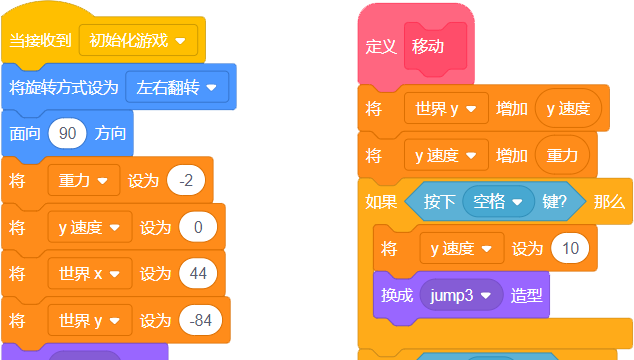 当接收到 初始化游戏
将旋转方式设为 左右翻转
面向 90 方向
将 重力 设为 -2
将 y 速度 设为 0
将 世界 x 设为 44
将 世界 y 设为 -84
定义 移动
将 世界 y 增加 y 速度
将 y 速度 增加 重力
如果 按下 空格 键? 那么
将 y 速度 设为 10
换成 jump3 造型